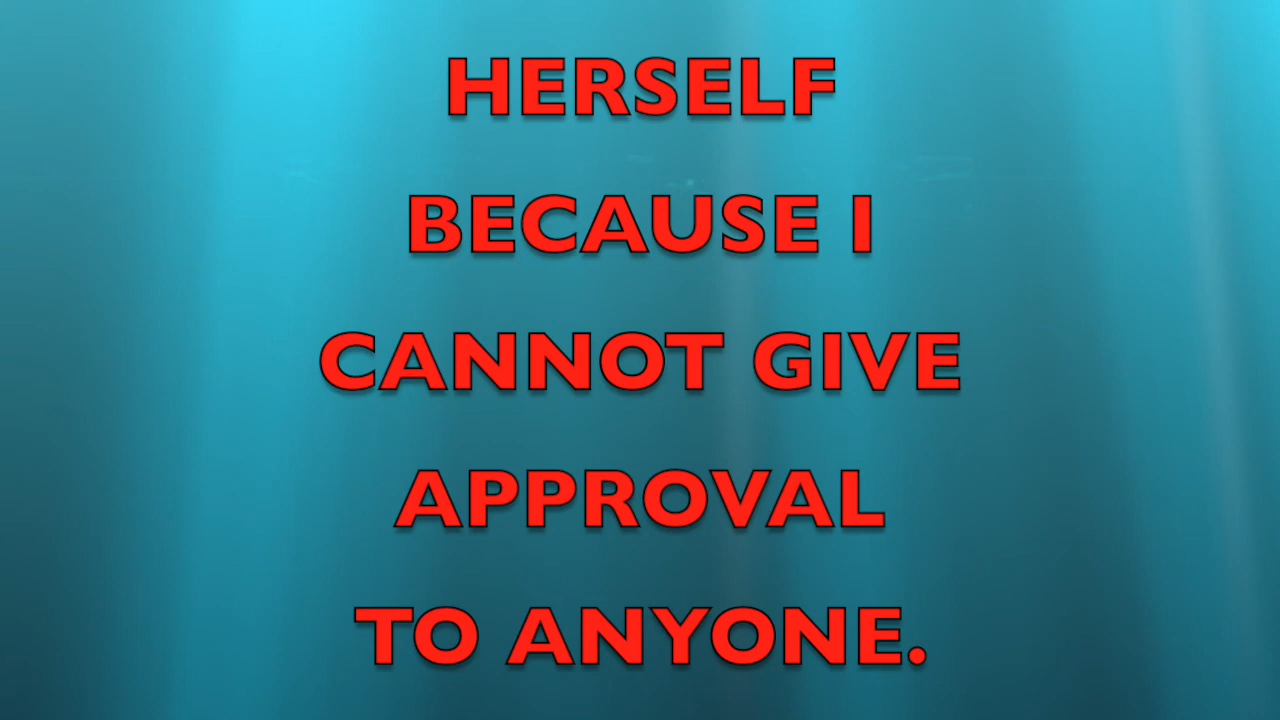 HERSELF
BECAUSE I
CANNOT GIVE
APPROVAL
TO ANYONE.